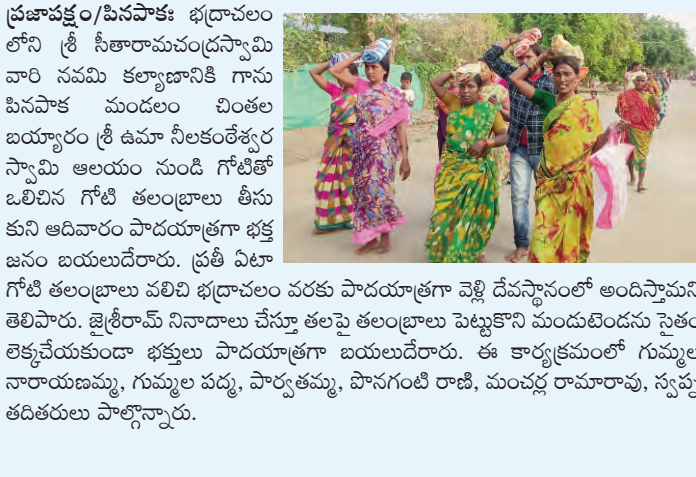 ప్రజాపక్షం/పినపాకః భద్రాచలం
లోని శ్రీ సీతారామచంద్రస్వామి
వారి నవమి కల్యాణానికి గాను
పినపాక మండలం చింతల
బయ్యారం శ్రీ ఉమా నీలకంఠేశ్వర
స్వామి ఆలయం నుండి గోటితో
ఒలిచిన గోటి తలంబ్రాలు తీసు
కుని ఆదివారం పాదయాత్రగా భక్త
జనం బయలుదేరారు. ప్రతీ ఏటా
గోటి తలంబ్రాలు వలిచి భద్రాచలం వరకు పాదయాత్రగా వెళ్లి దేవస్థానంలో అందిస్తామని
తెలిపారు. జైశ్రీరామ్ నినాదాలు చేస్తూ తలపై తలంబ్రాలు పెట్టుకొని మండుటెండను సైతం
లెక్కచేయకుండా భక్తులు పాదయాత్రగా బయలుదేరారు. ఈ కార్యక్రమంలో గుమ్మల
నారాయణమ్మ, గుమ్మల పద్మ, పార్వతమ్మ, పొనగంటి రాణి, మంచర్ల రామారావు, స్వప్న
తదితరులు పాల్గొన్నారు.